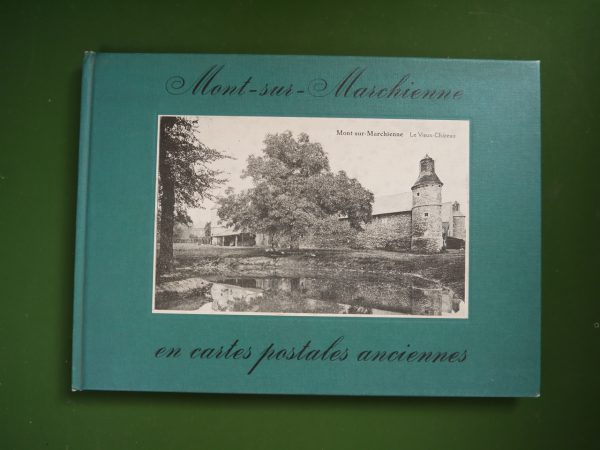 Mont-sur-Marchienne
Mont-sur-Marchienne Le Vieux-Château
en cartes postales anciennes